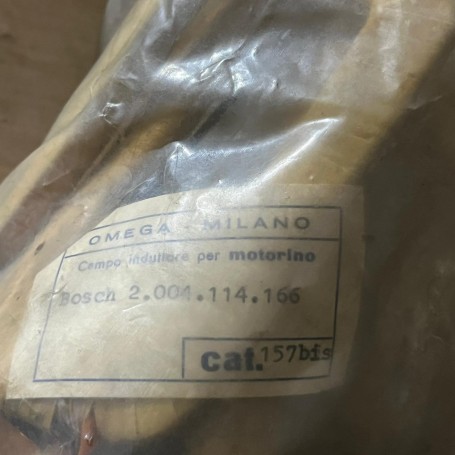 OMEGA - MILANO
Campo induttore per motorino
Bosch 2.004.114.166
cat. 157bis